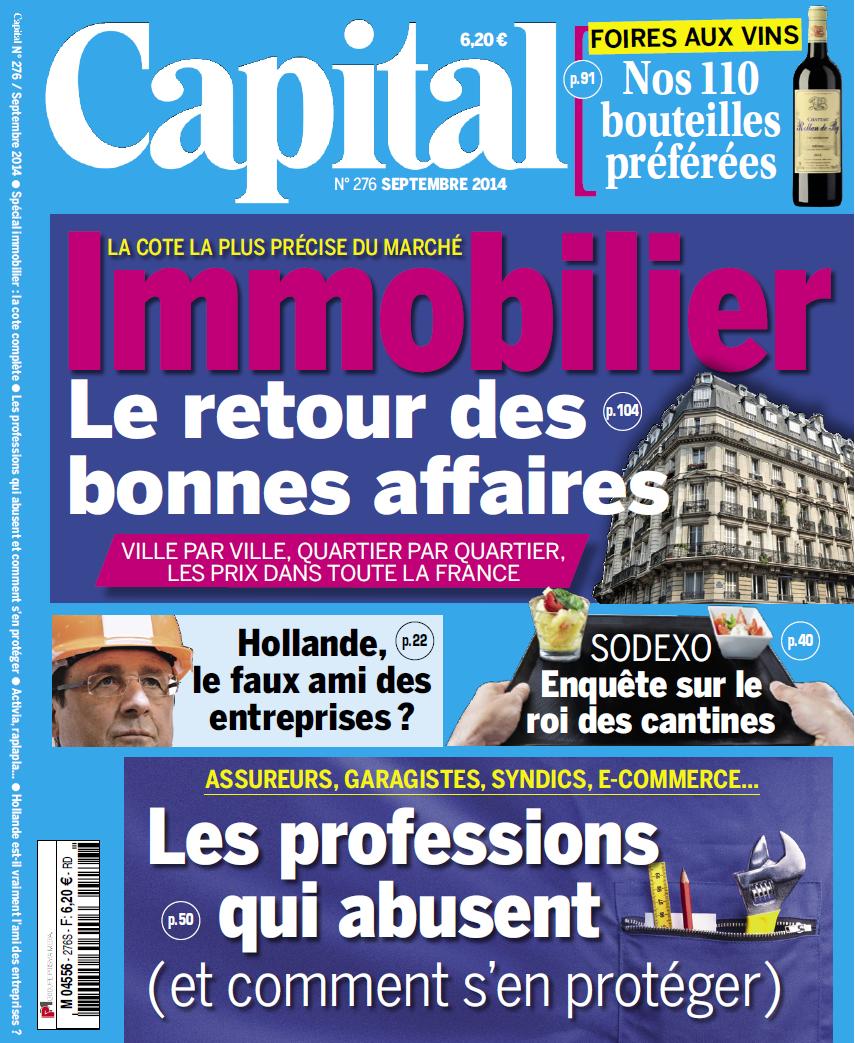 Capital
6,20 €
N° 276 SEPTEMBRE 2014
FOIRES AUX VINS
p.91
Nos 110
bouteilles
préférées
CHATEAU
Rollan de By
LA COTE LA PLUS PRÉCISE DU MARCHÉ
Immobilier
Le retour des
p.104
bonnes affaires
VILLE PAR VILLE, QUARTIER PAR QUARTIER,
LES PRIX DANS TOUTE LA FRANCE
Hollande,
p.22
le faux ami des
entreprises ?
SODEXO
p.40
Enquête sur le
roi des cantines
ASSUREURS, GARAGISTES, SYNDICS, E-COMMERCE...
Les professions
p.50
qui abusent
(et comment s'en protéger)
Capital N° 276 / Septembre 2014 ● Spécial immobilier : la cote complète ● Les professions qui abusent et comment s'en protéger ● Activia, raplapla... ● Hollande est-il vraiment l'ami des entreprises ?
M 04556 - 276S - F: 6,20 € - RD